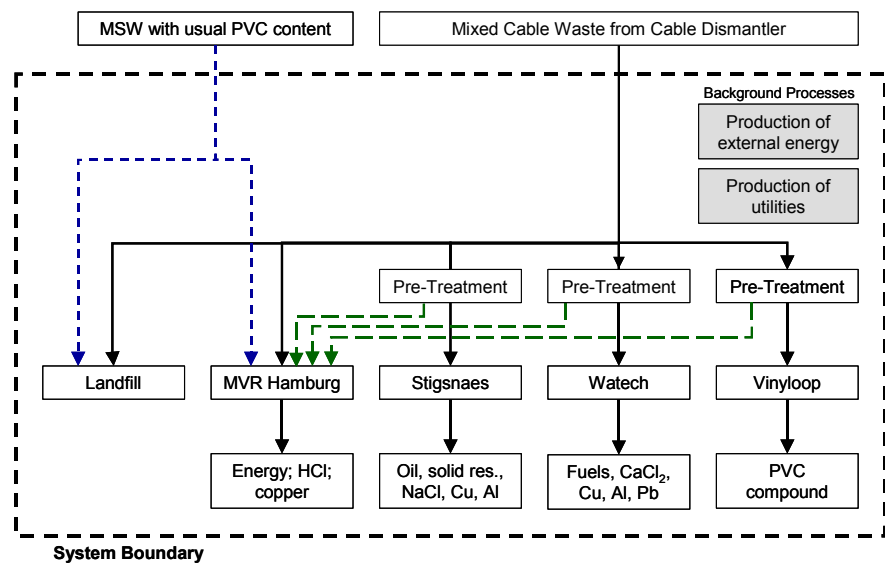 MSW with usual PVC content
Mixed Cable Waste from Cable Dismantler
Background Processes
Production of
external energy
Production of
utilities
Pre-Treatment
Pre-Treatment
Pre-Treatment
Landfill
MVR Hamburg
Stigsnaes
Watech
Vinyloop
Energy; HCl;
copper
Oil, solid res.,
NaCl, Cu, Al
Fuels, CaCl₂,
Cu, Al, Pb
PVC
compound
System Boundary